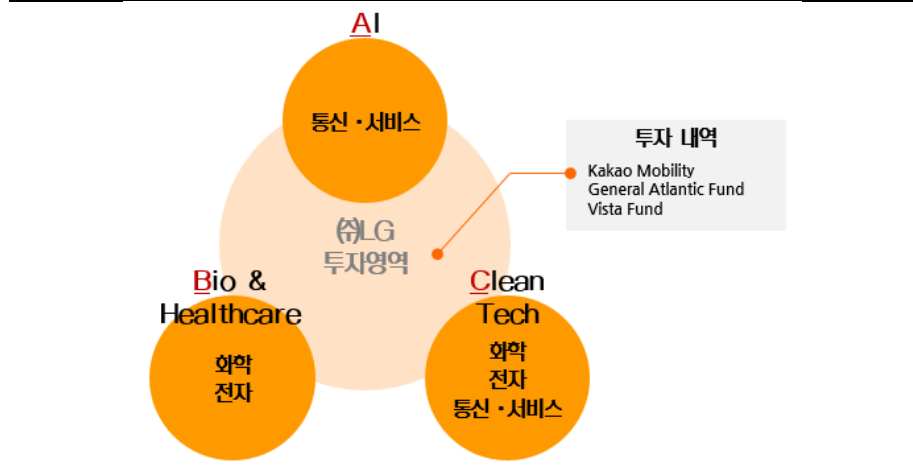 AI
통신・서비스
투자 내역
Kakao Mobility
General Atlantic Fund
Vista Fund
㈜LG
투자영역
Bio &
Healthcare
화학
전자
Clean
Tech
화학
전자
통신・서비스